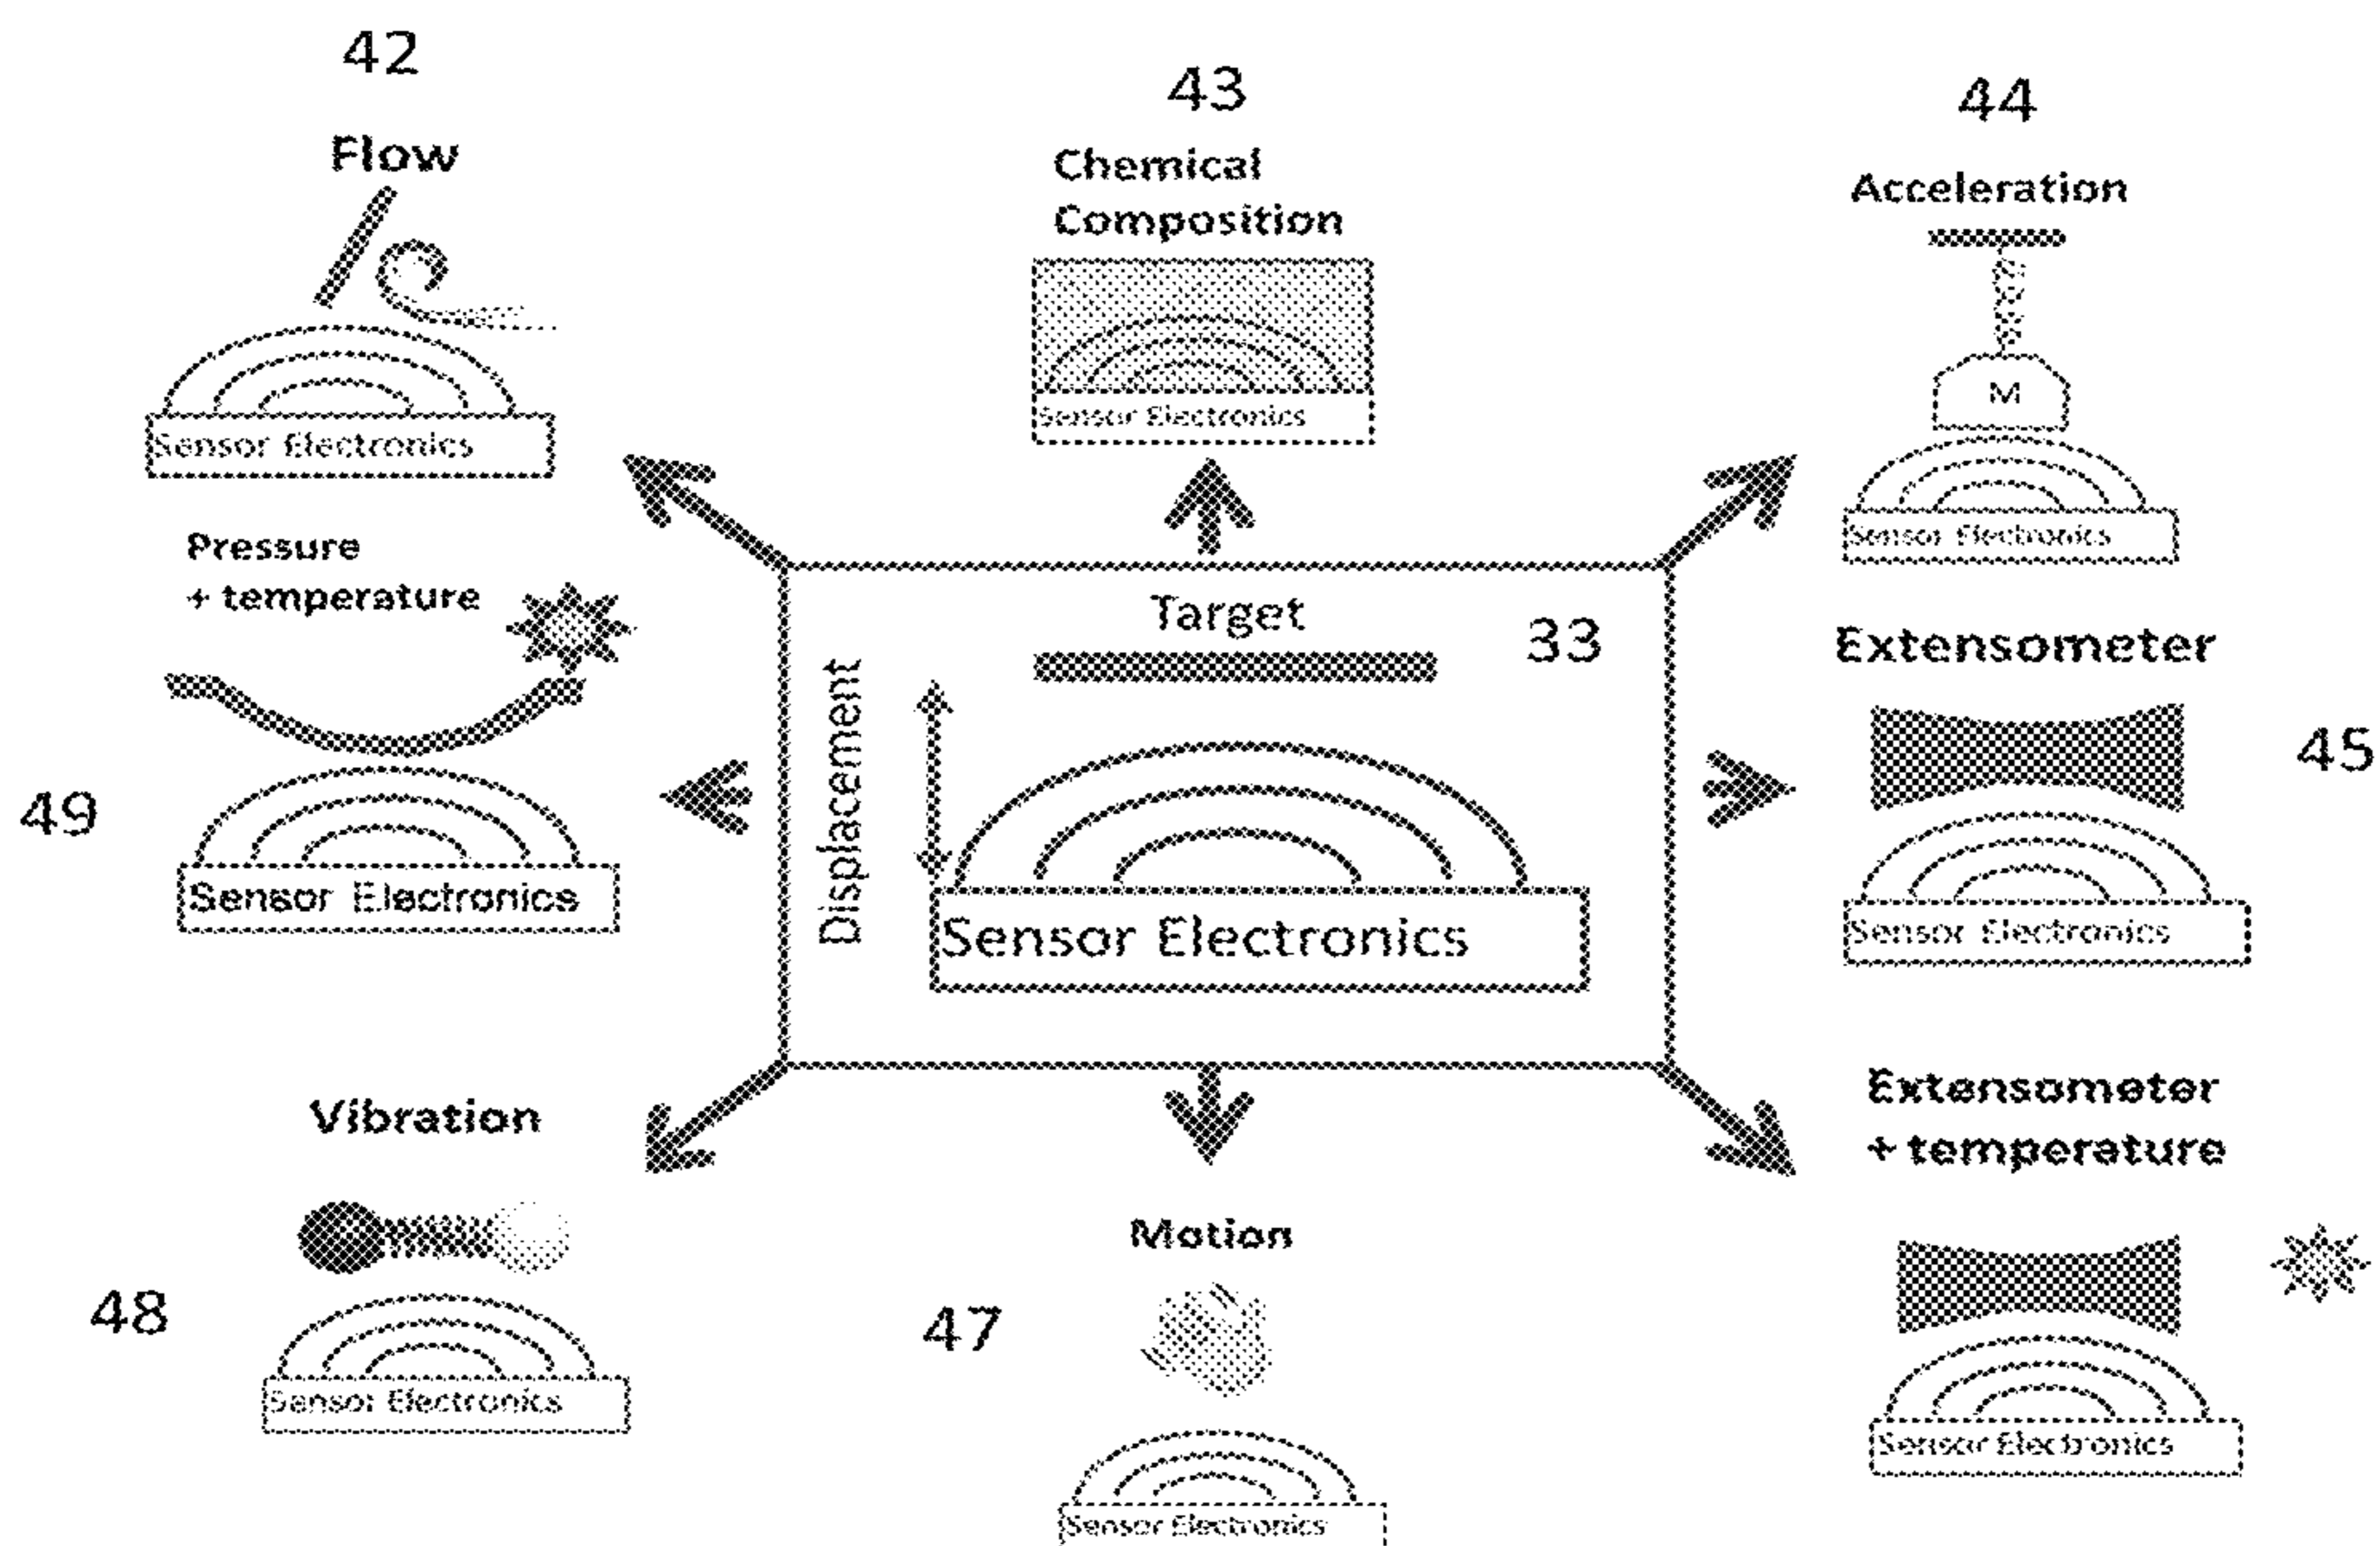 42
Flow
Sensor Electronics
43
Chemical
Composition
Sensor Electronics
44
Acceleration
M
Sensor Electronics
Pressure
+ temperature
49
Sensor Electronics
Target
33
Displacement
Sensor Electronics
Extensometer
45
Sensor Electronics
Vibration
48
Sensor Electronics
Motion
47
Sensor Electronics
Extensometer
+ temperature
Sensor Electronics